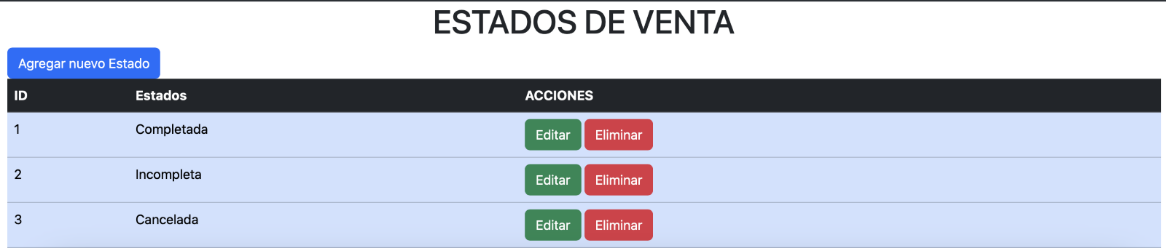 ESTADOS DE VENTA
Agregar nuevo Estado
ID Estados ACCIONES
1 Completada Editar Eliminar
2 Incompleta Editar Eliminar
3 Cancelada Editar Eliminar